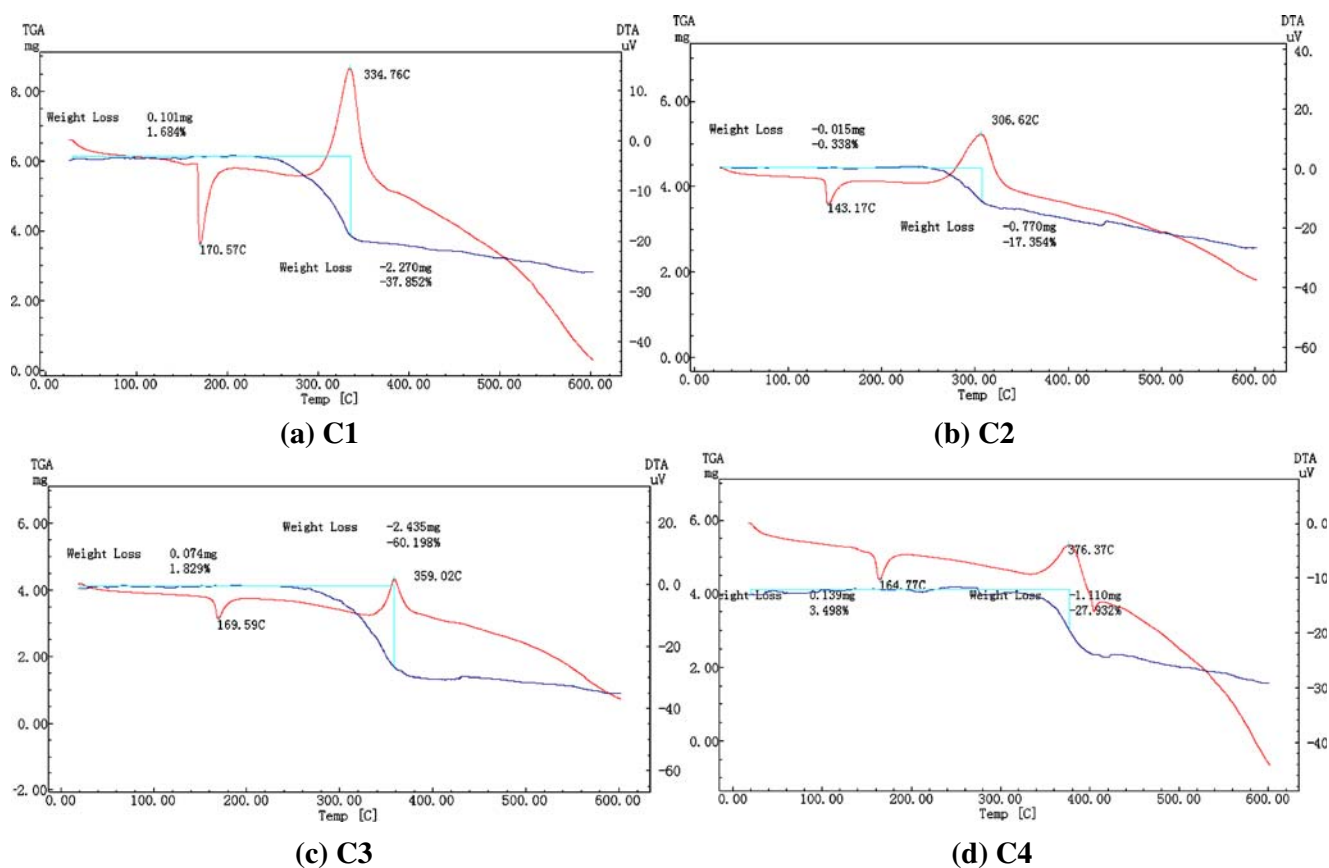 TGA
mg
DTA
uV
8.00
6.00
4.00
2.00
0.00
10.
0.0
-10
-20
-30
-40
Weight Loss 0.101mg
1.684%
334.76C
170.57C
Weight Loss -2.270mg
-37.852%
0.00 100.00 200.00 300.00 400.00 500.00 600.00
Temp [C]
(a) C1
TGA
mg
DTA
uV
6.00
4.00
2.00
0.00
40.
20.
0.0
-20
-40
-60
Weight Loss -0.015mg
-0.338%
306.62C
143.17C
Weight Loss -0.770mg
-17.354%
0.00 100.00 200.00 300.00 400.00 500.00 600.00
Temp [C]
(b) C2
TGA
mg
DTA
uV
6.00
4.00
2.00
0.00
-2.00
20.
0.0
-20
-40
-60
Weight Loss -2.435mg
-60.198%
Weight Loss 0.074mg
1.829%
359.02C
169.59C
0.00 100.00 200.00 300.00 400.00 500.00 600.00
Temp [C]
(c) C3
TGA
mg
DTA
uV
6.00
4.00
2.00
0.00
0.0
-10
-20
-30
-40
376.37C
164.77C
eight Loss 0.139mg
3.498%
Weight Loss -1.110mg
-27.932%
0.00 100.00 200.00 300.00 400.00 500.00 600.00
Temp [C]
(d) C4